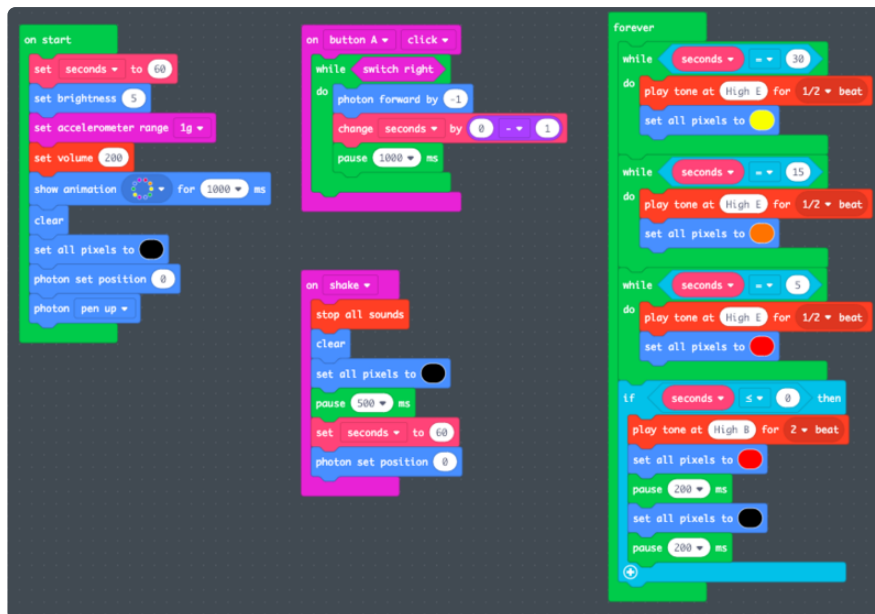 on start
set seconds to 60
set brightness 5
set accelerometer range 1g
set volume 200
show animation for 1000 ms
clear
set all pixels to
photon set position 0
photon pen up
on button A click
while switch right
do
photon forward by -1
change seconds by 0 - 1
pause 1000 ms
on shake
stop all sounds
clear
set all pixels to
pause 500 ms
set seconds to 60
photon set position 0
forever
while seconds = 30
do play tone at High E for 1/2 beat
set all pixels to
while seconds = 15
do play tone at High E for 1/2 beat
set all pixels to
while seconds = 5
do play tone at High E for 1/2 beat
set all pixels to
if seconds ≤ 0 then
play tone at High B for 2 beat
set all pixels to
pause 200 ms
set all pixels to
pause 200 ms